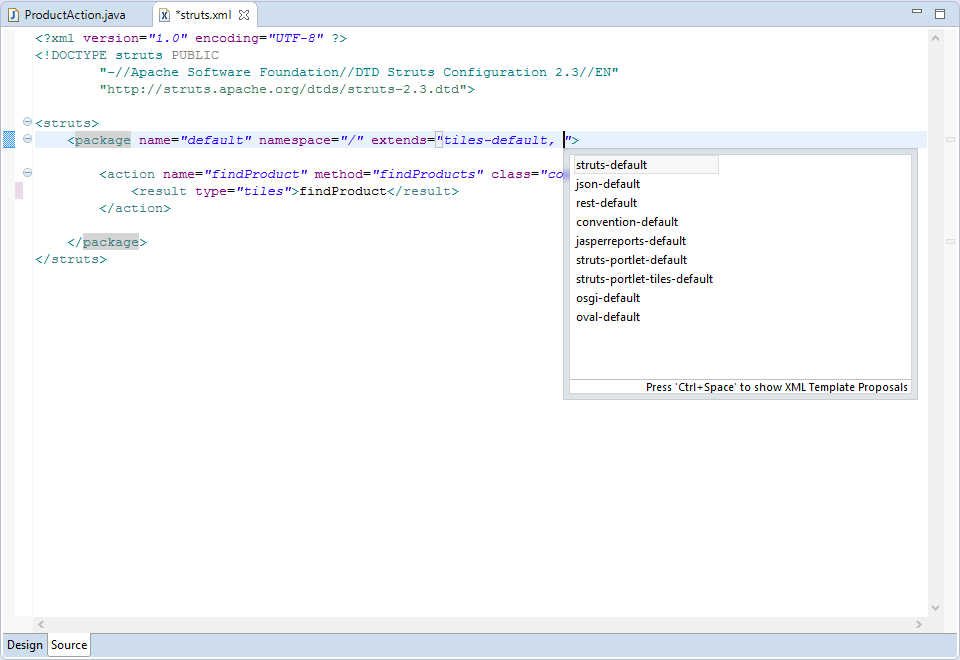 ProductAction.java
*struts.xml
<?xml version="1.0" encoding="UTF-8" ?>
<!DOCTYPE struts PUBLIC
"-//Apache Software Foundation//DTD Struts Configuration 2.3//EN"
"http://struts.apache.org/dtds/struts-2.3.dtd">
<struts>
<package name="default" namespace="/" extends="tiles-default, ">
<action name="findProduct" method="findProducts" class="co
<result type="tiles">findProduct</result>
</action>
</package>
</struts>
struts-default
json-default
rest-default
convention-default
jasperreports-default
struts-portlet-default
struts-portlet-tiles-default
osgi-default
oval-default
Press 'Ctrl+Space' to show XML Template Proposals
Design
Source